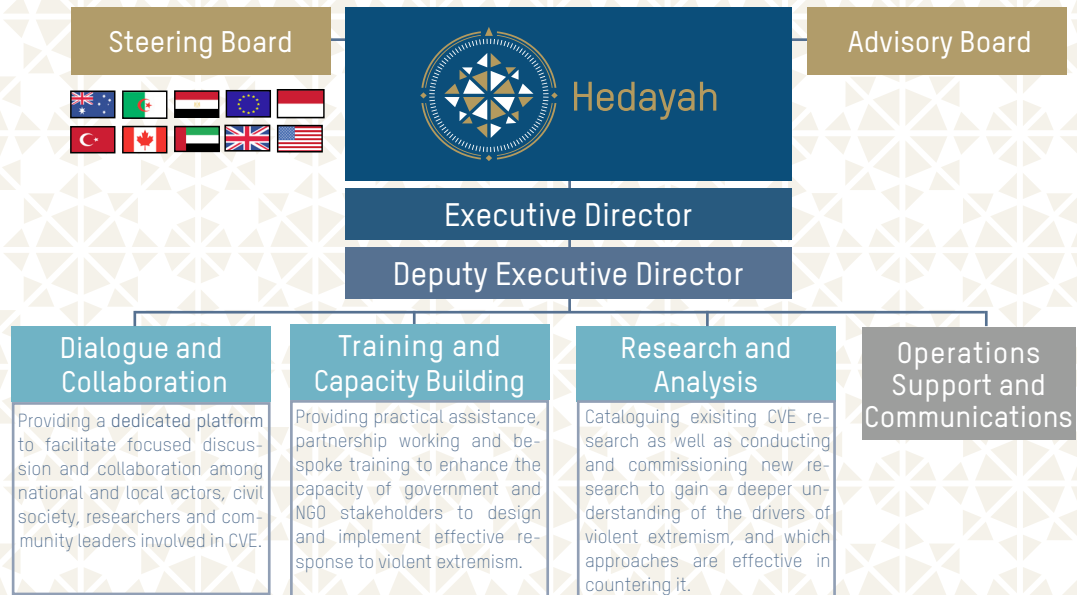 Steering Board
Hedayah
Advisory Board
Executive Director
Deputy Executive Director
Dialogue and
Collaboration
Providing a dedicated platform
to facilitate focused discus-
sion and collaboration among
national and local actors, civil
society, researchers and com-
munity leaders involved in CVE.
Training and
Capacity Building
Providing practical assistance,
partnership working and be-
spoke training to enhance the
capacity of government and
NGO stakeholders to design
and implement effective re-
sponse to violent extremism.
Research and
Analysis
Cataloguing exisiting CVE re-
search as well as conducting
and commissioning new re-
search to gain a deeper un-
derstanding of the drivers of
violent extremism, and which
approaches are effective in
countering it.
Operations
Support and
Communications